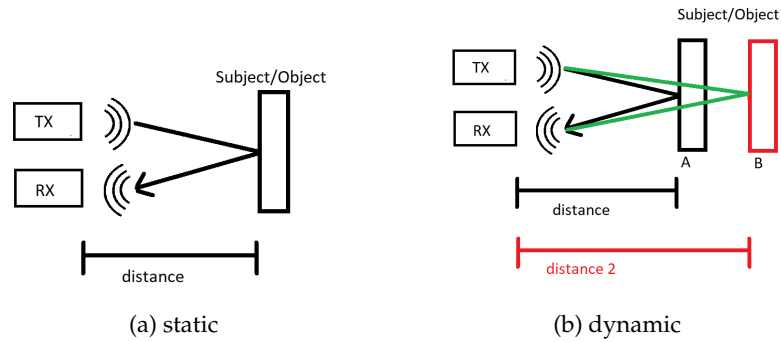 Subject/Object
TX
RX
distance
(a) static
Subject/Object
TX
RX
A
B
distance
distance 2
(b) dynamic